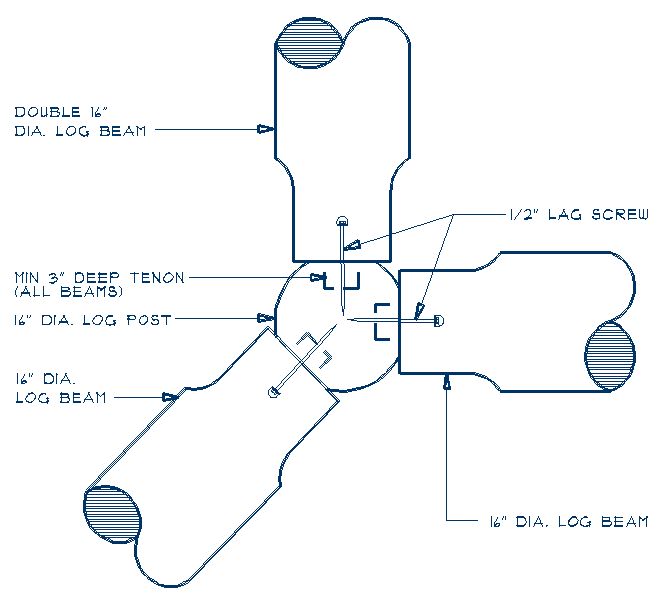 DOUBLE 16"
DIA. LOG BEAM
1/2" LAG SCREW
MIN 3" DEEP TENON
(ALL BEAMS)
16" DIA. LOG POST
16" DIA.
LOG BEAM
16" DIA. LOG BEAM